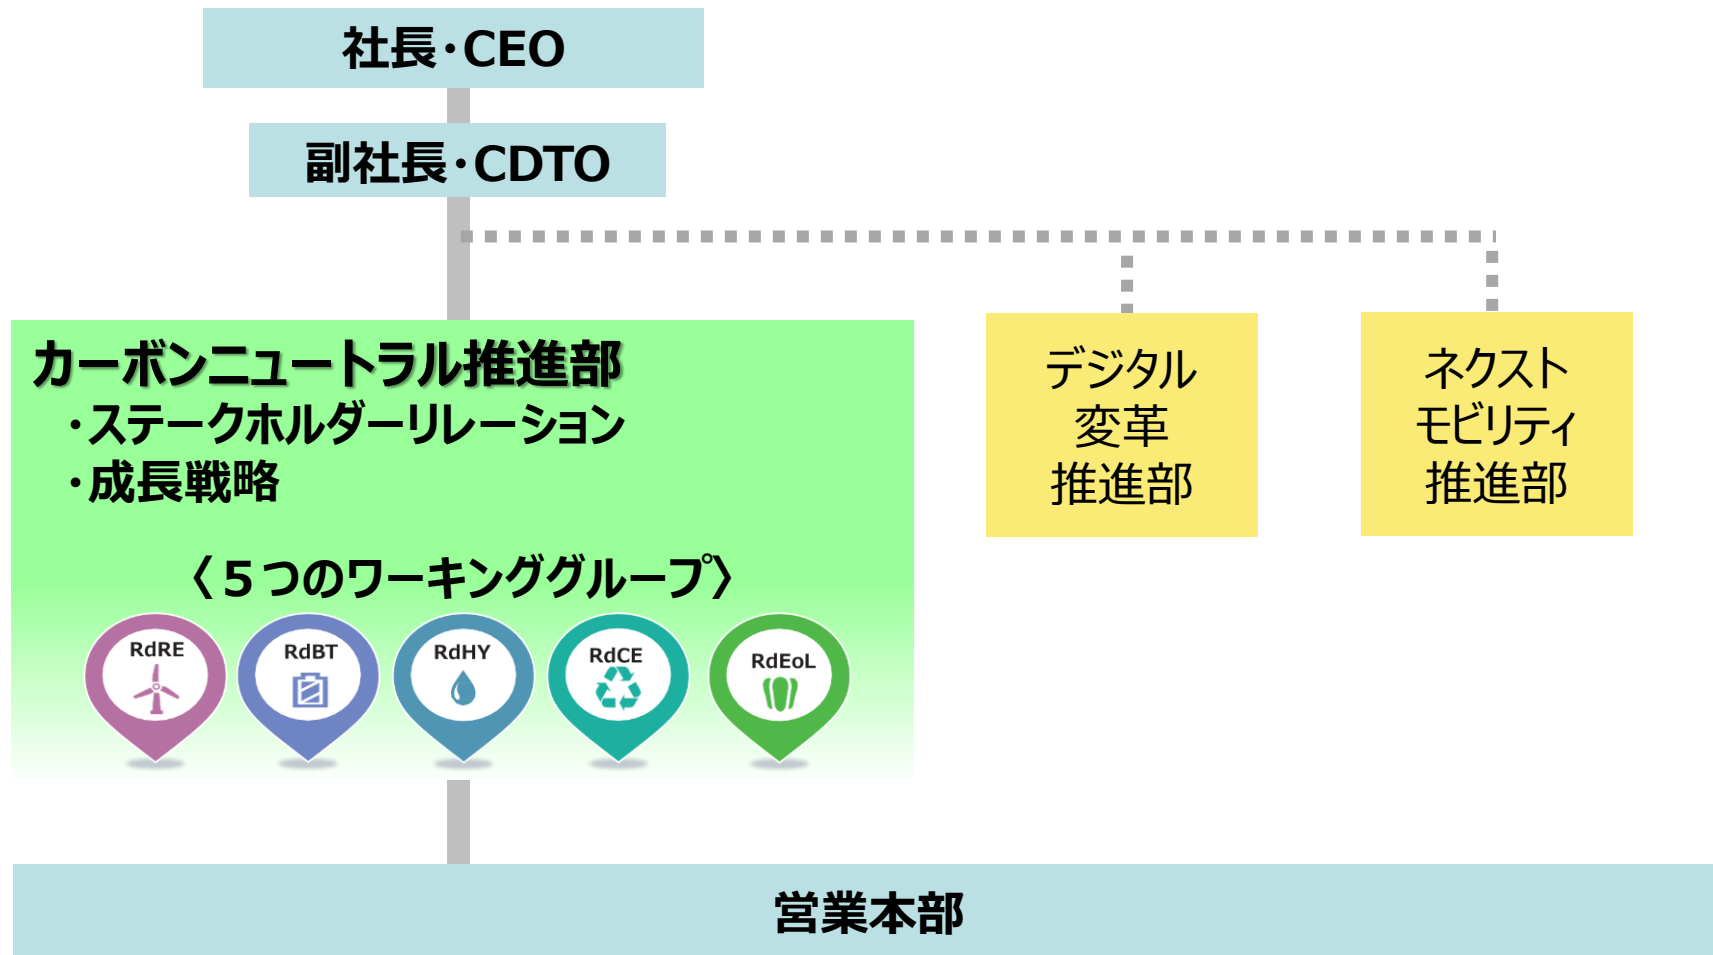 社長・CEO
副社長・CDTO
カーボンニュートラル推進部
・ステークホルダーリレーション
・成長戦略
〈５つのワーキンググループ〉
RdRE
RdBT
RdHY
RdCE
RdEoL
デジタル
変革
推進部
ネクスト
モビリティ
推進部
営業本部